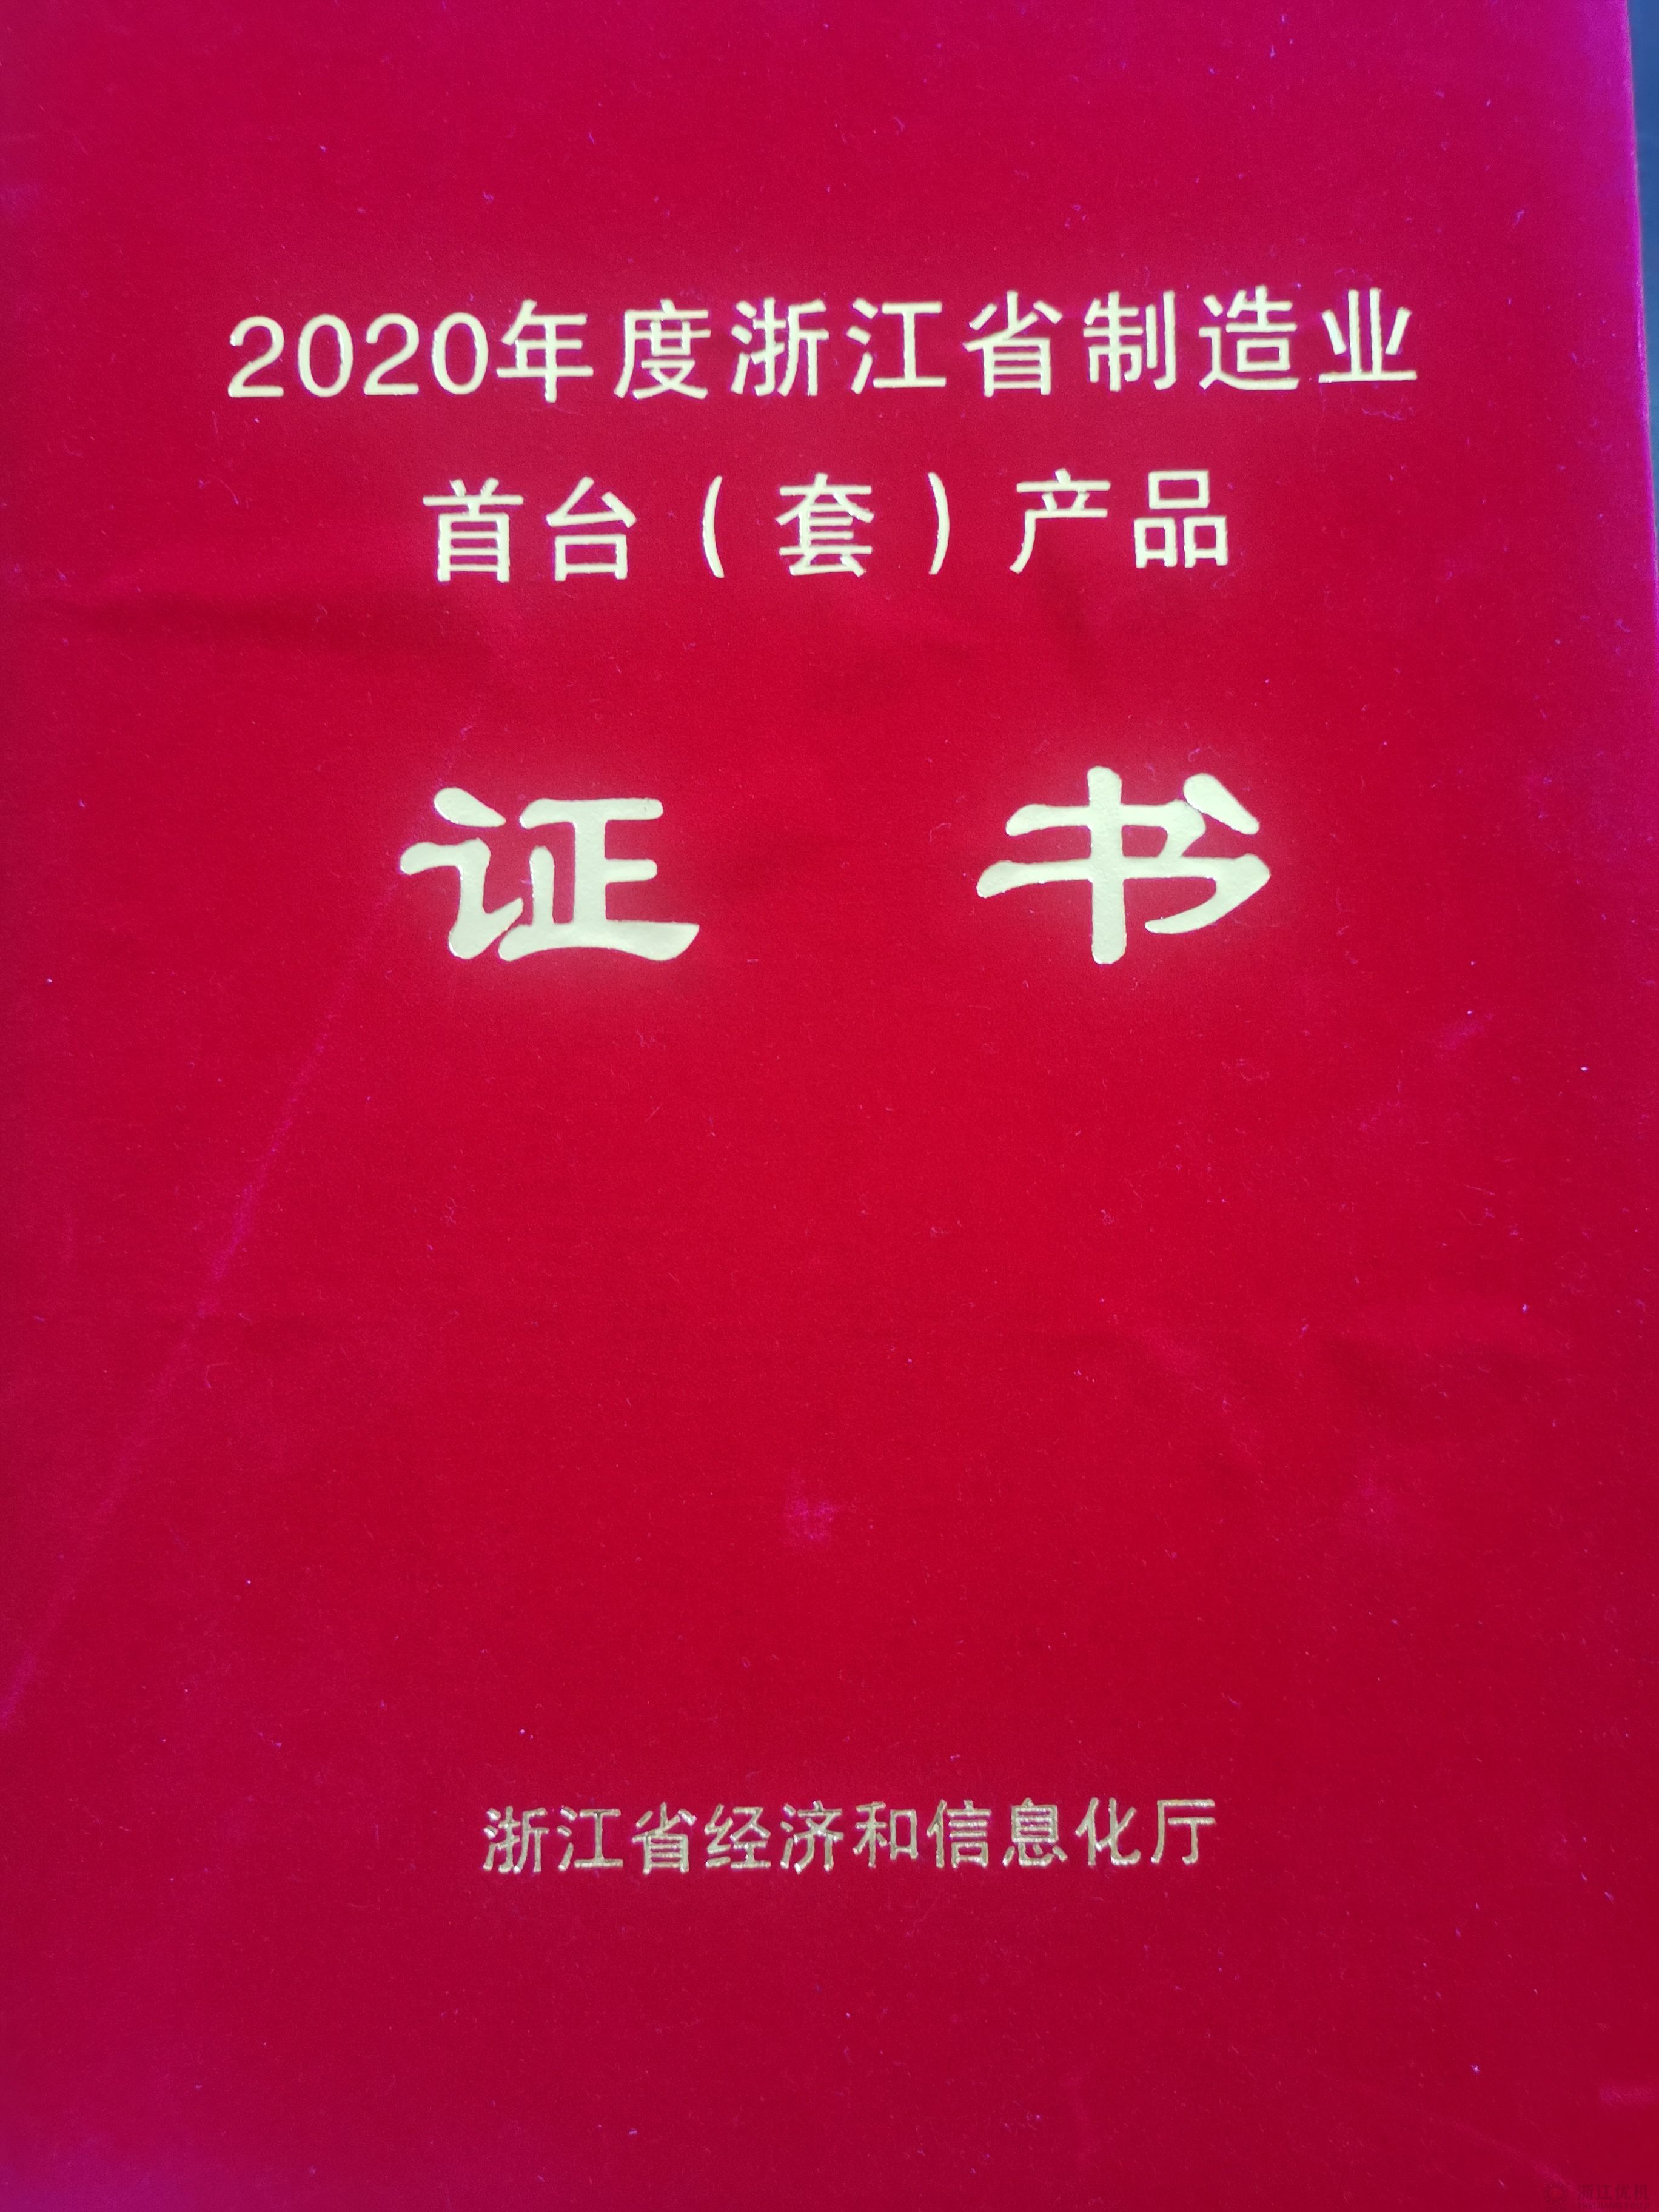 2020年度浙江省制造业
首台（套）产品
证 书
浙江省经济和信息化厅